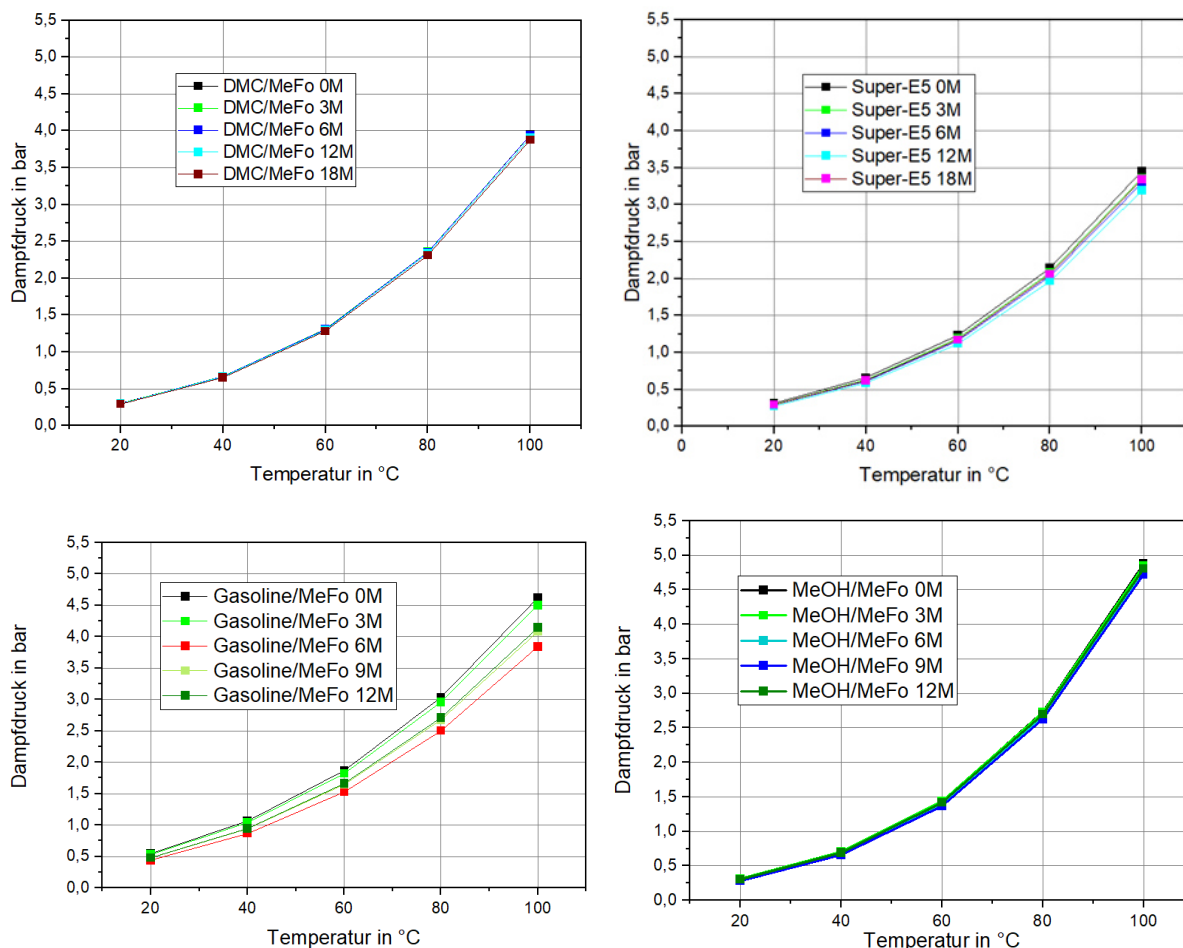 5,5
5,0
4,5
4,0
3,5
3,0
2,5
2,0
1,5
1,0
0,5
0,0
Dampfdruck in bar
DMC/MeFo 0M
DMC/MeFo 3M
DMC/MeFo 6M
DMC/MeFo 12M
DMC/MeFo 18M
20 40 60 80 100
Temperatur in °C
5,5
5,0
4,5
4,0
3,5
3,0
2,5
2,0
1,5
1,0
0,5
0,0
Dampfdruck in bar
Super-E5 0M
Super-E5 3M
Super-E5 6M
Super-E5 12M
Super-E5 18M
0 20 40 60 80 100
Temperatur in °C
5,5
5,0
4,5
4,0
3,5
3,0
2,5
2,0
1,5
1,0
0,5
0,0
Dampfdruck in bar
Gasoline/MeFo 0M
Gasoline/MeFo 3M
Gasoline/MeFo 6M
Gasoline/MeFo 9M
Gasoline/MeFo 12M
20 40 60 80 100
Temperatur in °C
5,5
5,0
4,5
4,0
3,5
3,0
2,5
2,0
1,5
1,0
0,5
0,0
Dampfdruck in bar
MeOH/MeFo 0M
MeOH/MeFo 3M
MeOH/MeFo 6M
MeOH/MeFo 9M
MeOH/MeFo 12M
20 40 60 80 100
Temperatur in °C